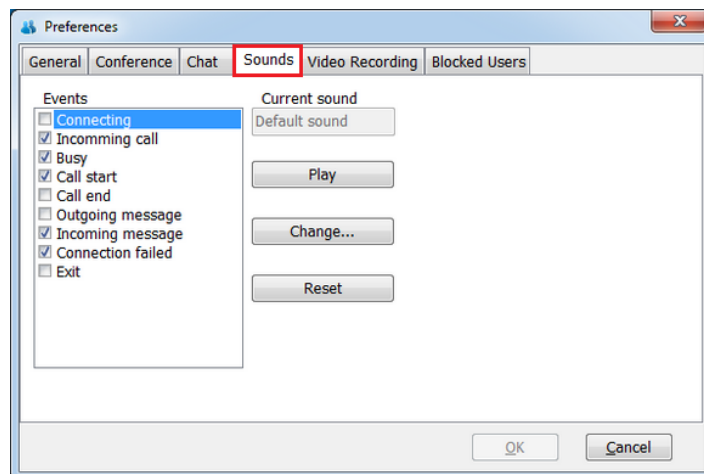 Preferences
General Conference Chat Sounds Video Recording Blocked Users
Events
Current sound
Connecting
Default sound
Incomming call
Busy
Call start
Play
Call end
Outgoing message
Incoming message
Change...
Connection failed
Exit
Reset
OK
Cancel